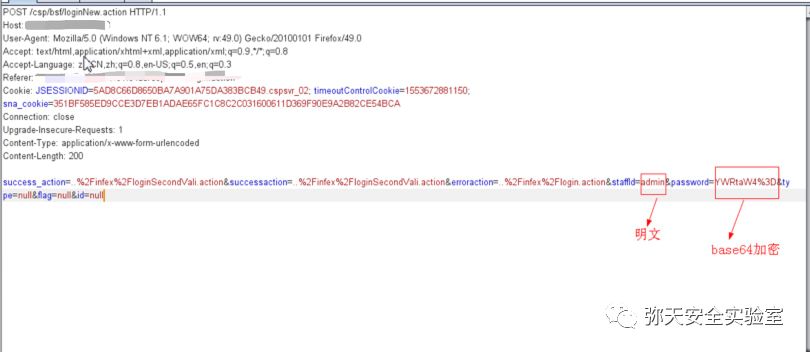 POST /csp/bsf/loginNew.action HTTP/1.1
Host:
User-Agent: Mozilla/5.0 (Windows NT 6.1; WOW64; rv:49.0) Gecko/20100101 Firefox/49.0
Accept: text/html,application/xhtml+xml,application/xml;q=0.9,*/*;q=0.8
Accept-Language: zh-CN,zh;q=0.8,en-US;q=0.5,en;q=0.3
Referer:
Cookie: JSESSIONID=5AD8C66D8650BA7A901A75DA383BCB49.cspsvr_02; timeoutControlCookie=1553672881150;
sna_cookie=351BF585ED9CCE3D7EB1ADAE65FC1C8C2C031600611D369F90E9A2B82CE54BCA
Connection: close
Upgrade-Insecure-Requests: 1
Content-Type: application/x-www-form-urlencoded
Content-Length: 200
success_action=..%2Finfex%2FloginSecondVali.action&successaction=..%2Finfex%2FloginSecondVali.action&erroraction=..%2Finfex%2Flogin.action&staffId=admin&password=YWRtaW4%3D&ty
pe=null&flag=null&id=null
明文
base64加密
弥天安全实验室